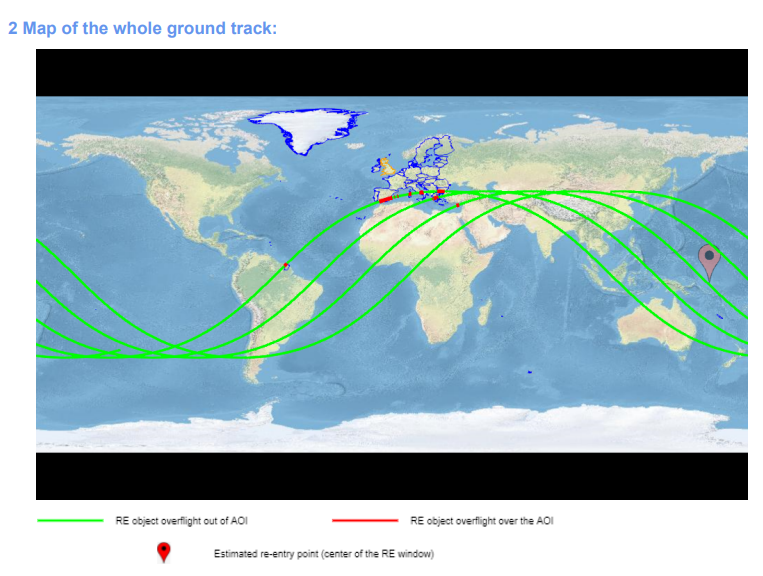 2 Map of the whole ground track:
RE object overflight out of AOI
RE object overflight over the AOI
Estimated re-entry point (center of the RE window)